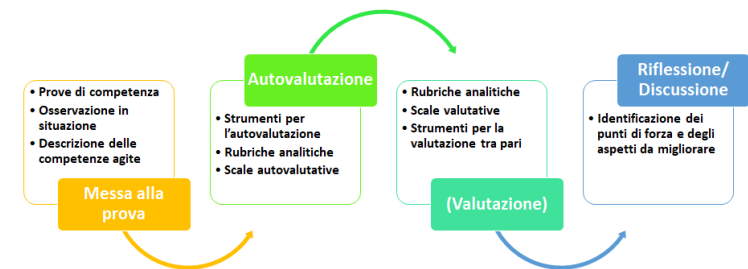 • Prove di competenza
• Osservazione in
situazione
• Descrizione delle
competenze agite
Messa alla
prova
Autovalutazione
• Strumenti per
l'autovalutazione
• Rubriche analitiche
• Scale autovalutative
• Rubriche analitiche
• Scale valutative
• Strumenti per la
valutazione tra pari
(Valutazione)
Riflessione/
Discussione
• Identificazione dei
punti di forza e degli
aspetti da migliorare